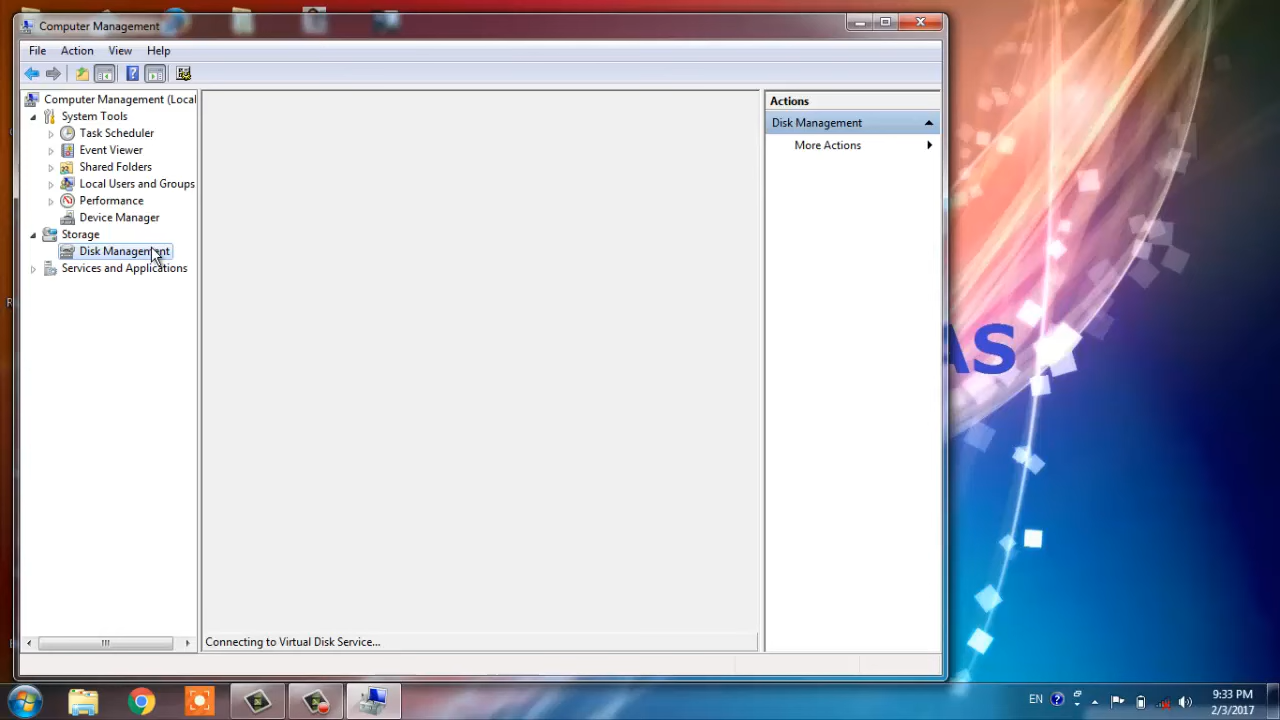 Computer Management
File Action View Help
Computer Management (Local
System Tools
Task Scheduler
Event Viewer
Shared Folders
Local Users and Groups
Performance
Device Manager
Storage
Disk Management
Services and Applications
Actions
Disk Management
More Actions
AS
Connecting to Virtual Disk Service...
EN
9:33 PM
2/3/2017